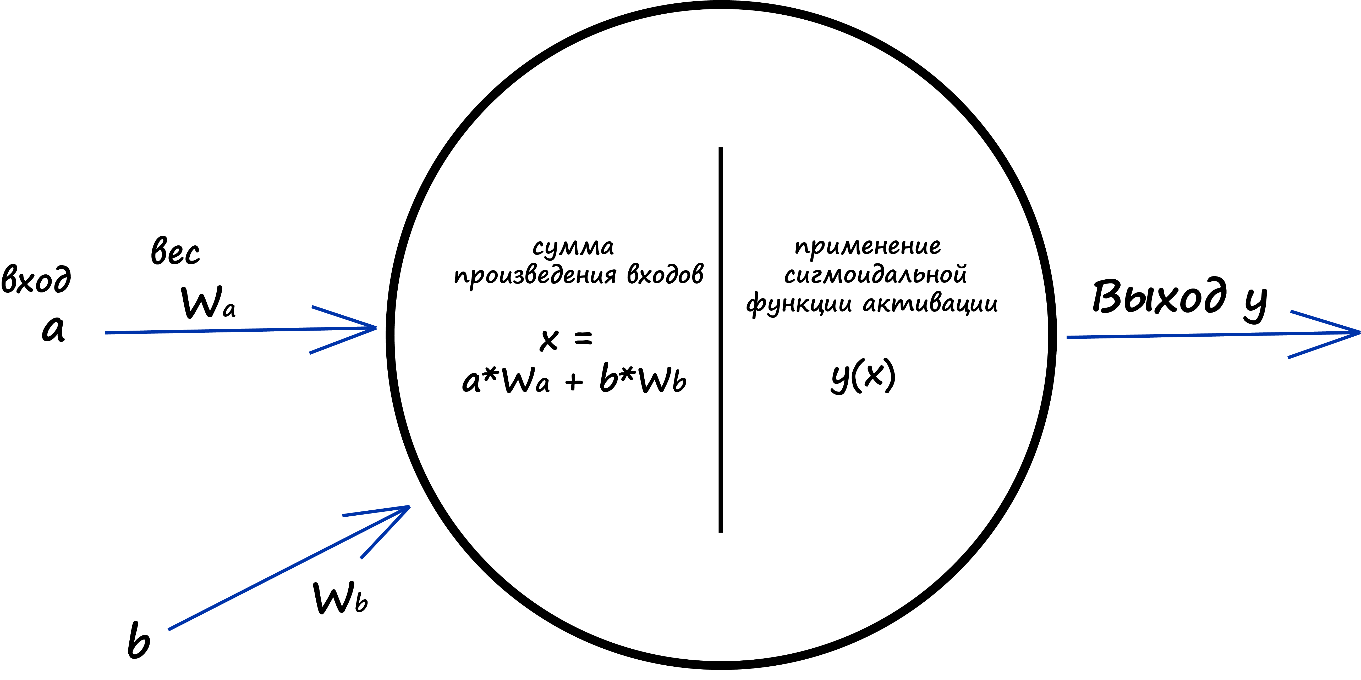 вход
a
вес
Wa
сумма
произведения входов
x =
a*Wa + b*Wb
применение
сигмоидальной
функции активации
y(x)
Выход y
b
Wb